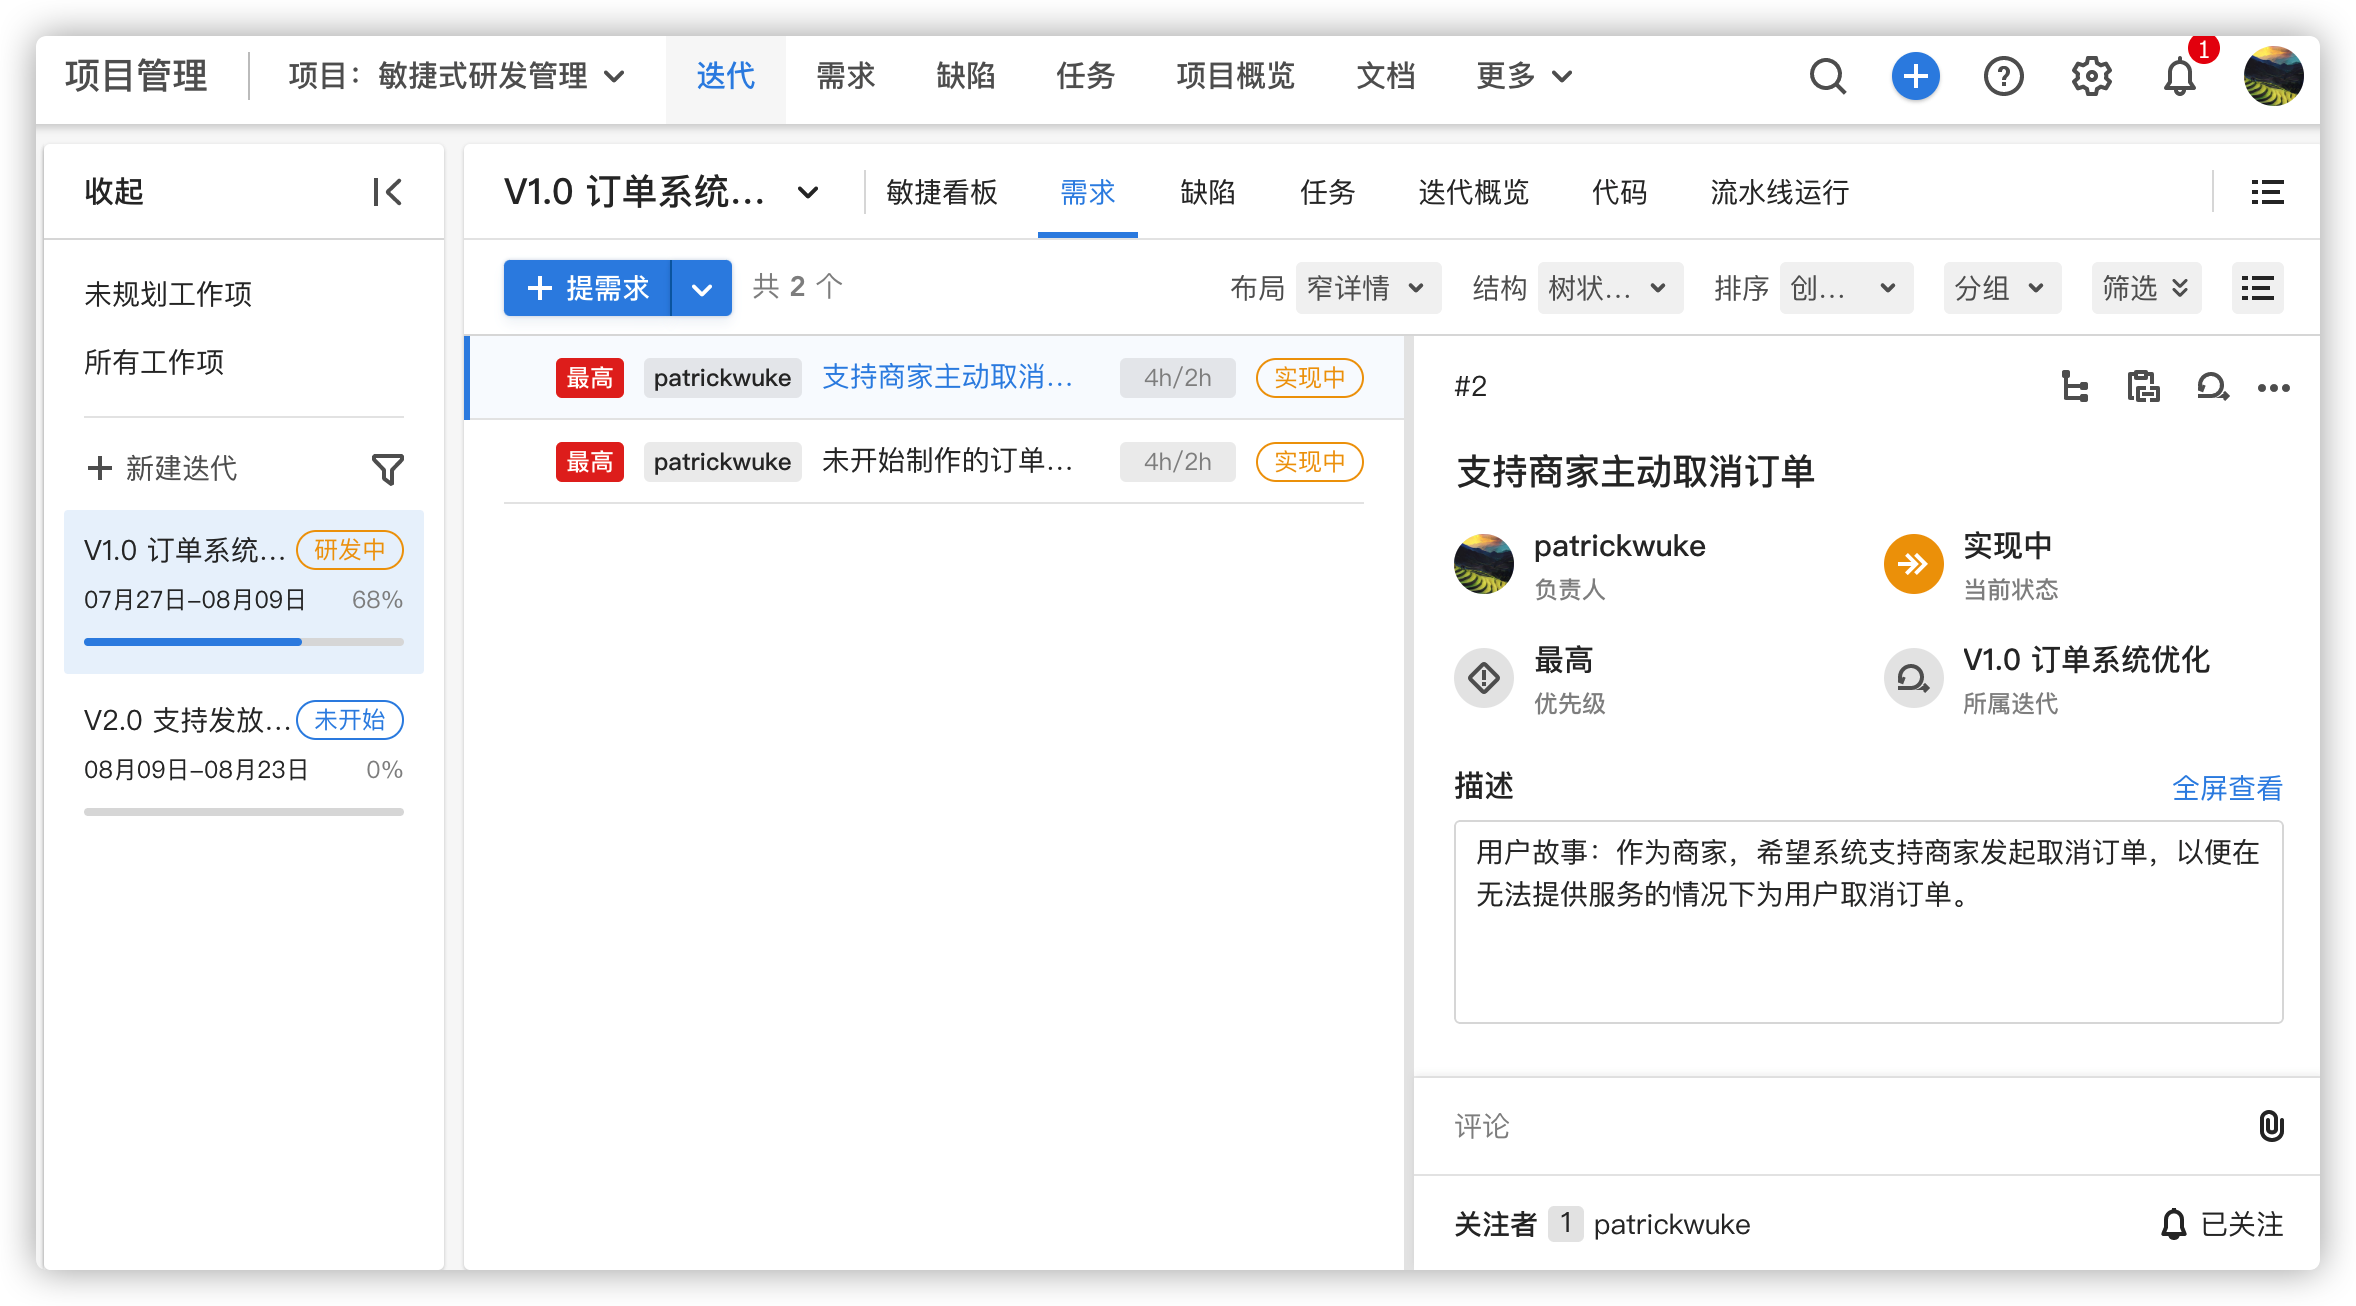 项目管理
项目：敏捷式研发管理
迭代
需求
缺陷
任务
项目概览
文档
更多
1
收起
未规划工作项
所有工作项
新建迭代
V1.0 订单系统...
研发中
07月27日-08月09日
68%
V2.0 支持发放...
未开始
08月09日-08月23日
0%
V1.0 订单系统...
敏捷看板
需求
缺陷
任务
迭代概览
代码
流水线运行
提需求
共 2 个
布局
窄详情
结构
树状...
排序
创...
分组
筛选
最高
patrickwuke
支持商家主动取消...
4h/2h
实现中
最高
patrickwuke
未开始制作的订单...
4h/2h
实现中
#2
支持商家主动取消订单
patrickwuke
负责人
实现中
当前状态
最高
优先级
V1.0 订单系统优化
所属迭代
描述
全屏查看
用户故事：作为商家，希望系统支持商家发起取消订单，以便在
无法提供服务的情况下为用户取消订单。
评论
关注者 1 patrickwuke
已关注